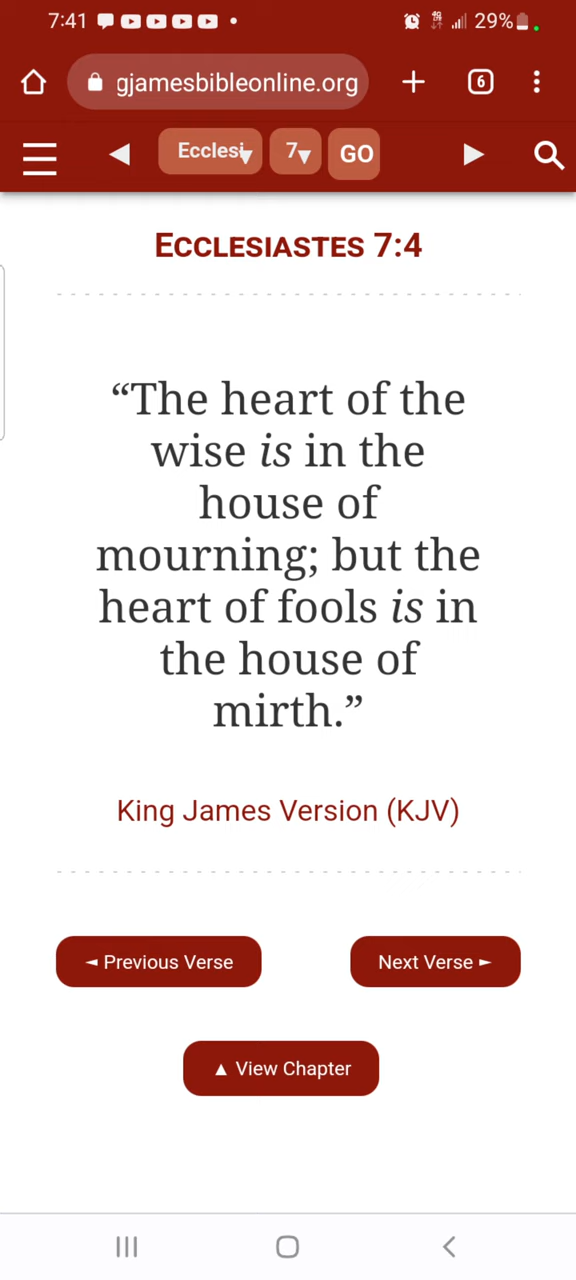 7:41 29%
gjamesbibleonline.org + 6
Ecclesi 7 GO
ECCLESIASTES 7:4
“The heart of the
wise is in the
house of
mourning; but the
heart of fools is in
the house of
mirth.”
King James Version (KJV)
◄ Previous Verse Next Verse ►
▲ View Chapter